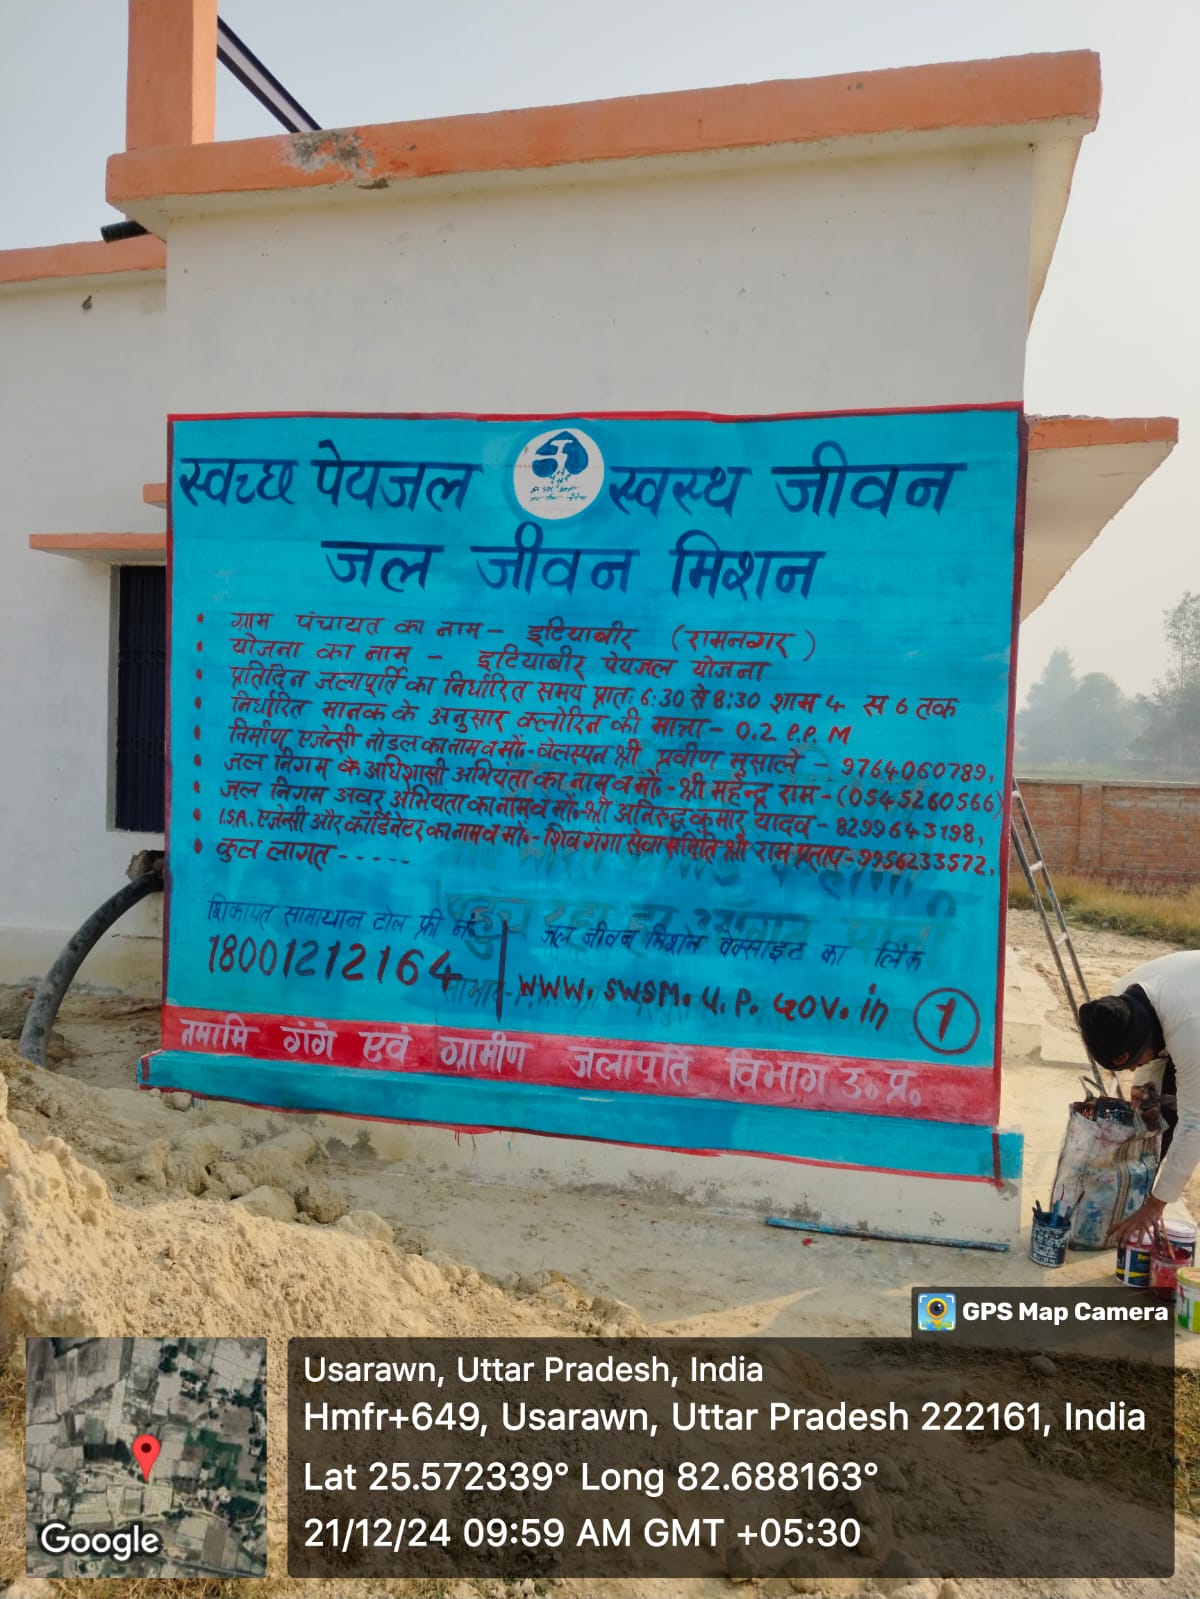 स्वच्छ पेयजल स्वस्थ जीवन
जल जीवन मिशन
• ग्राम पंचायत का नाम - इटियाबीर (रामनगर)
• योजना का नाम - इटियाबीर पेयजल योजना
• प्रतिदिन जलापूर्ति का निर्धारित समय प्रात: 6:30 से 8:30 शाम 4 स 6 तक
• निर्धारित मानक के अनुसार क्लोरिन की मात्रा - 0.2 P.P.M
• निर्माण एजेन्सी नोडल का नाम व मों.- वेलस्पन श्री प्रवीण मुसाले - 9764060789,
• जल निगम के अधिशासी अभियंता का नाम व मों.- श्री महेन्द्र राम - (0545260566)
• जल निगम अवर अभियंता का नाम व मों.- श्री अनिरुद्ध कुमार यादव - 8299643198,
• I.S.A. एजेन्सी और कोर्डिनेटर का नाम व मों.- शिव गंगा सेवा समिति श्री राम प्रताप - 9956233572,
• कुल लागत - - - - -
शिकायत सामाधान टोल फ्री नं.
18001212164
जल जीवन मिशन वेक्साइट का लिंक
www.swsm.u.p.gov.in
1
नमामि गंगे एवं ग्रामीण जलापूर्ति विभाग उ० प्र०
GPS Map Camera
Usarawn, Uttar Pradesh, India
Hmfr+649, Usarawn, Uttar Pradesh 222161, India
Lat 25.572339° Long 82.688163°
21/12/24 09:59 AM GMT +05:30
Google